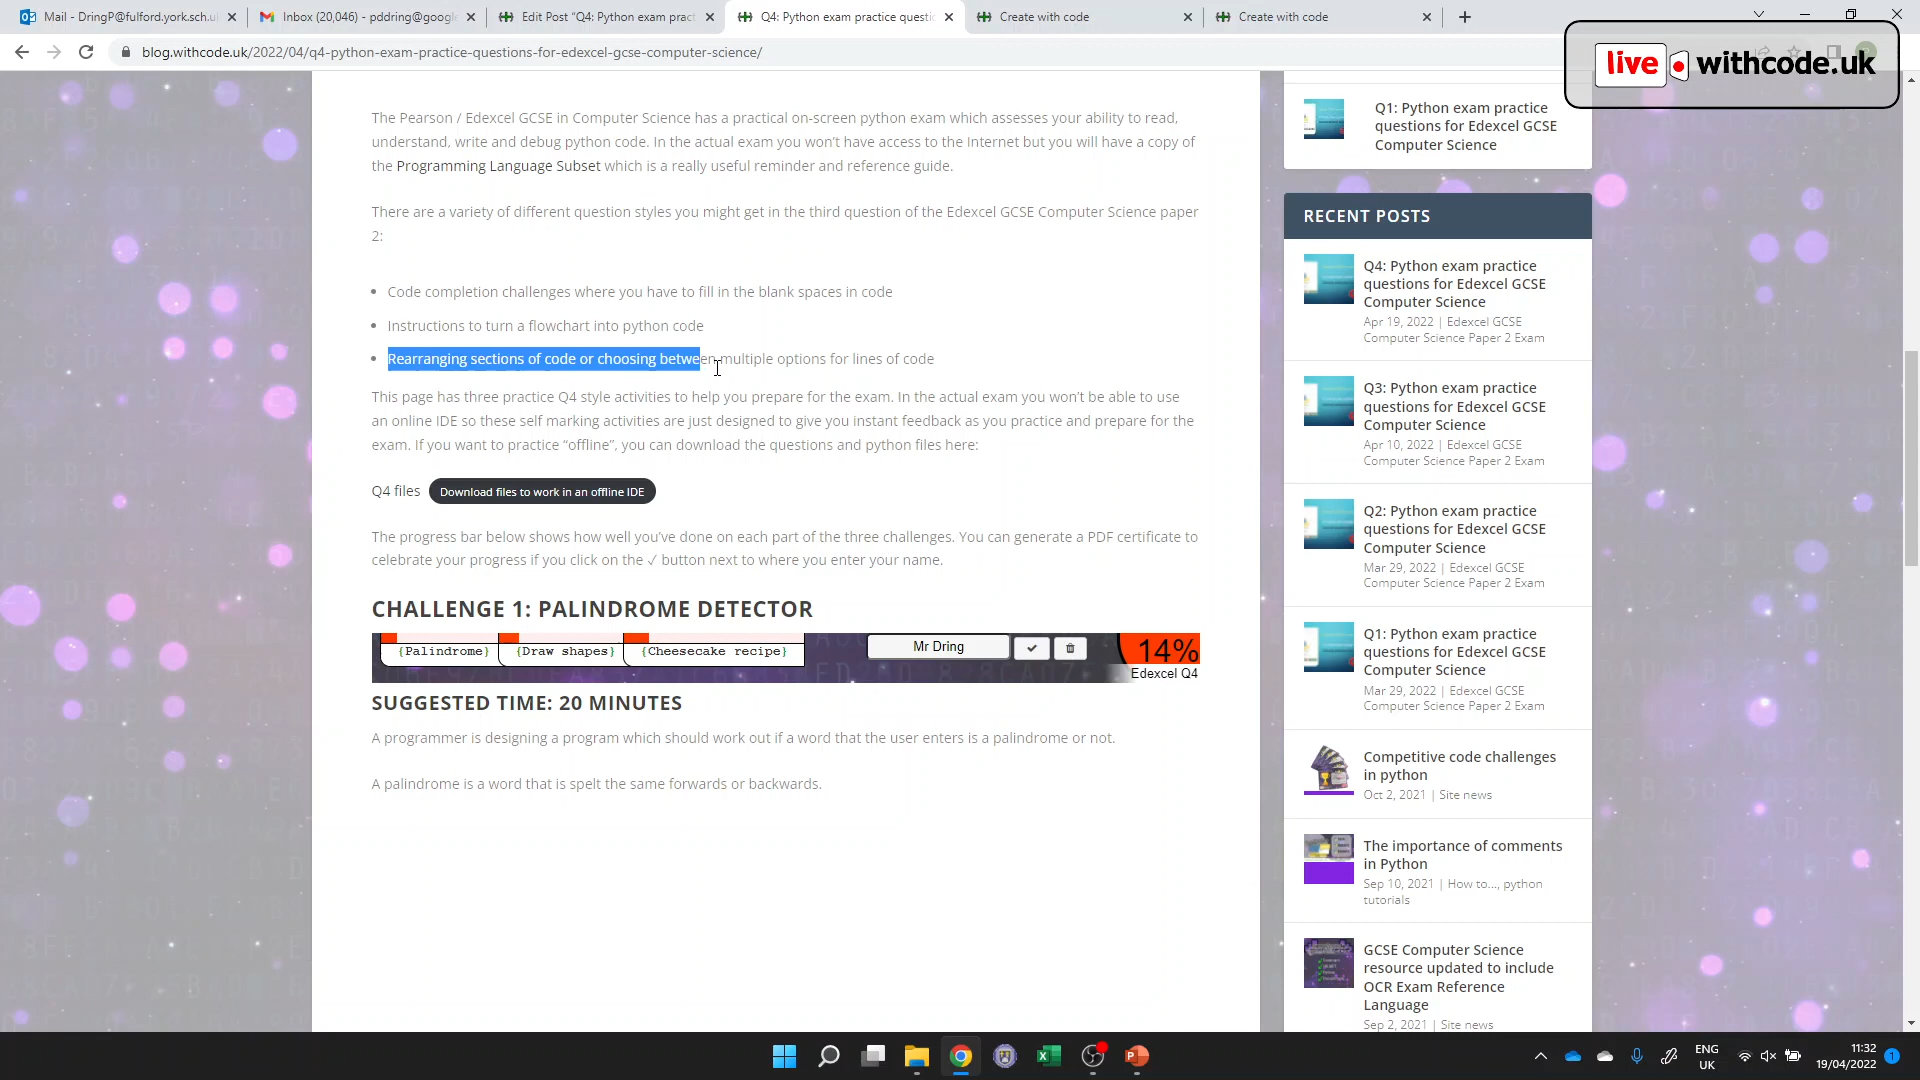 Mail - DringP@fulford.york.sch.u
Inbox (20,046) - pddring@google
Edit Post "Q4: Python exam pract
Q4: Python exam practice questic
Create with code
Create with code
blog.withcode.uk/2022/04/q4-python-exam-practice-questions-for-edexcel-gcse-computer-science/
live withcode.uk
The Pearson / Edexcel GCSE in Computer Science has a practical on-screen python exam which assesses your ability to read,
understand, write and debug python code. In the actual exam you won't have access to the Internet but you will have a copy of
the Programming Language Subset which is a really useful reminder and reference guide.
There are a variety of different question styles you might get in the third question of the Edexcel GCSE Computer Science paper
2:
• Code completion challenges where you have to fill in the blank spaces in code
• Instructions to turn a flowchart into python code
• Rearranging sections of code or choosing between multiple options for lines of code
This page has three practice Q4 style activities to help you prepare for the exam. In the actual exam you won't be able to use
an online IDE so these self marking activities are just designed to give you instant feedback as you practice and prepare for the
exam. If you want to practice "offline", you can download the questions and python files here:
Q4 files Download files to work in an offline IDE
The progress bar below shows how well you've done on each part of the three challenges. You can generate a PDF certificate to
celebrate your progress if you click on the ✓ button next to where you enter your name.
CHALLENGE 1: PALINDROME DETECTOR
{Palindrome} {Draw shapes} {Cheesecake recipe} Mr Dring 14%
Edexcel Q4
SUGGESTED TIME: 20 MINUTES
A programmer is designing a program which should work out if a word that the user enters is a palindrome or not.
A palindrome is a word that is spelt the same forwards or backwards.
Q1: Python exam practice
questions for Edexcel GCSE
Computer Science
RECENT POSTS
Q4: Python exam practice
questions for Edexcel GCSE
Computer Science
Apr 19, 2022 | Edexcel GCSE
Computer Science Paper 2 Exam
Q3: Python exam practice
questions for Edexcel GCSE
Computer Science
Apr 10, 2022 | Edexcel GCSE
Computer Science Paper 2 Exam
Q2: Python exam practice
questions for Edexcel GCSE
Computer Science
Mar 29, 2022 | Edexcel GCSE
Computer Science Paper 2 Exam
Q1: Python exam practice
questions for Edexcel GCSE
Computer Science
Mar 29, 2022 | Edexcel GCSE
Computer Science Paper 2 Exam
Competitive code challenges
in python
Oct 2, 2021 | Site news
The importance of comments
in Python
Sep 10, 2021 | How to..., python
tutorials
GCSE Computer Science
resource updated to include
OCR Exam Reference
Language
Sep 2, 2021 | Site news
ENG
UK
11:32
19/04/2022
1